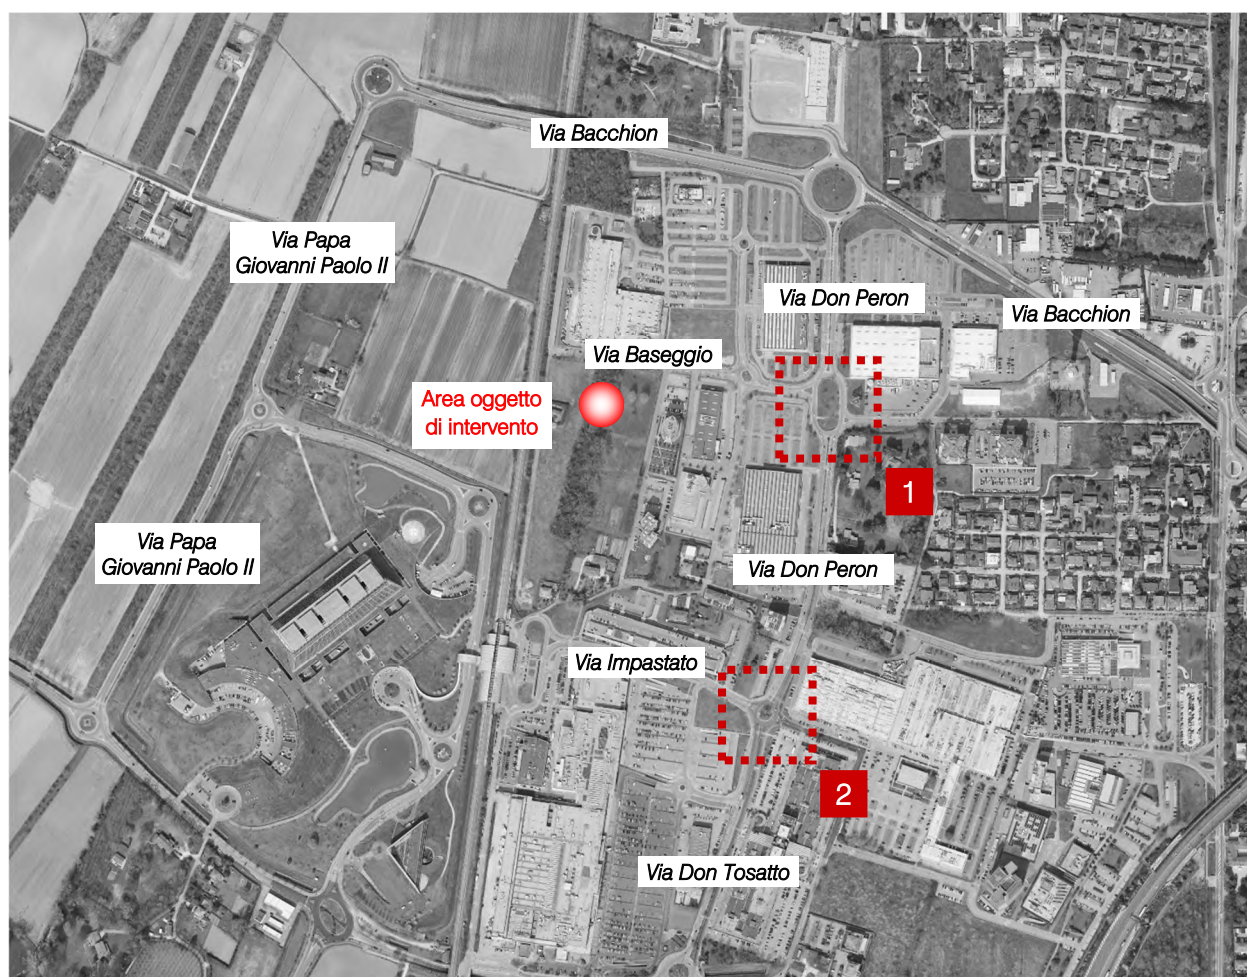 Via Bacchion
Via Papa
Giovanni Paolo II
Via Don Peron
Via Bacchion
Via Baseggio
Area oggetto
di intervento
1
Via Papa
Giovanni Paolo II
Via Don Peron
Via Impastato
2
Via Don Tosatto